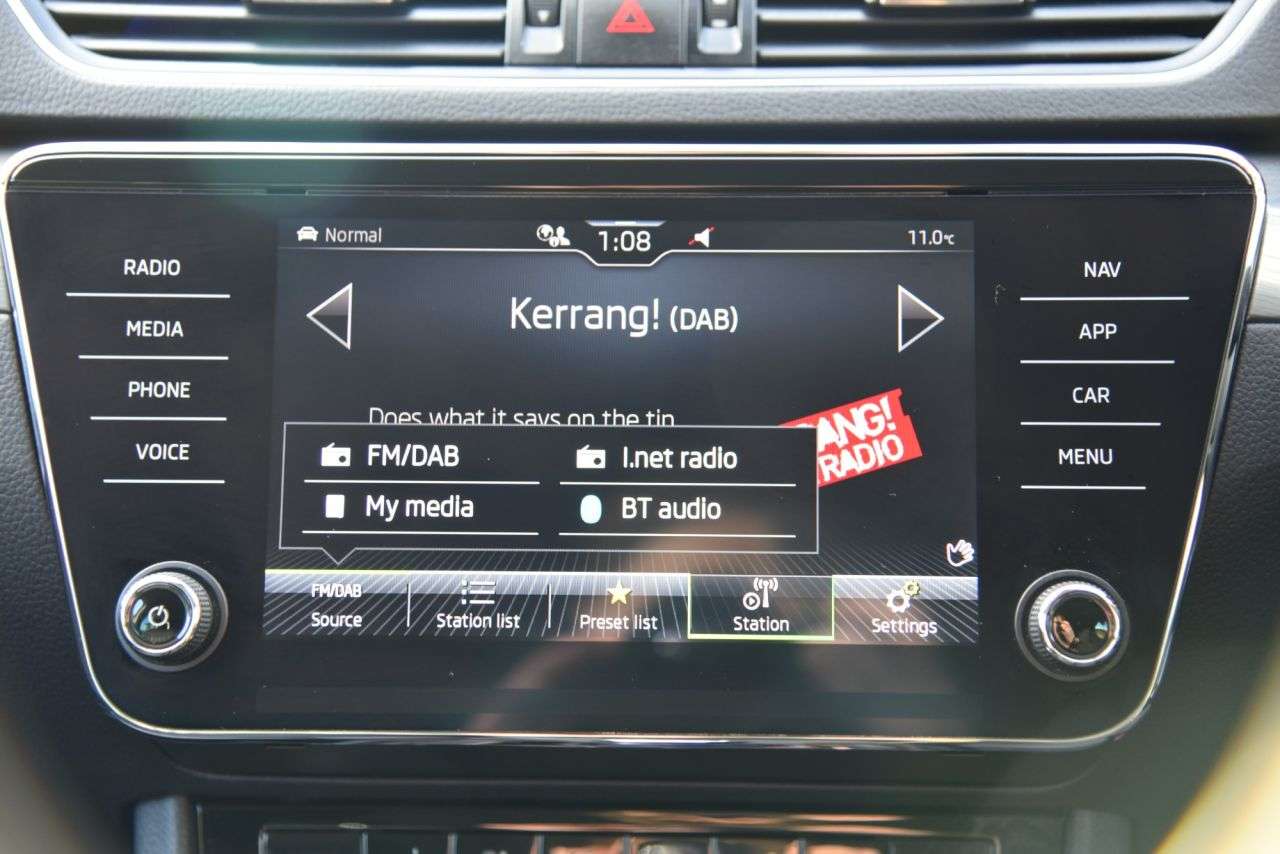 Normal
1:08
11.0°C
RADIO
MEDIA
PHONE
VOICE
NAV
APP
CAR
MENU
Kerrang! (DAB)
Does what it says on the tin
ANG!
RADIO
FM/DAB
I.net radio
My media
BT audio
FM/DAB
Source
Station list
Preset list
Station
Settings